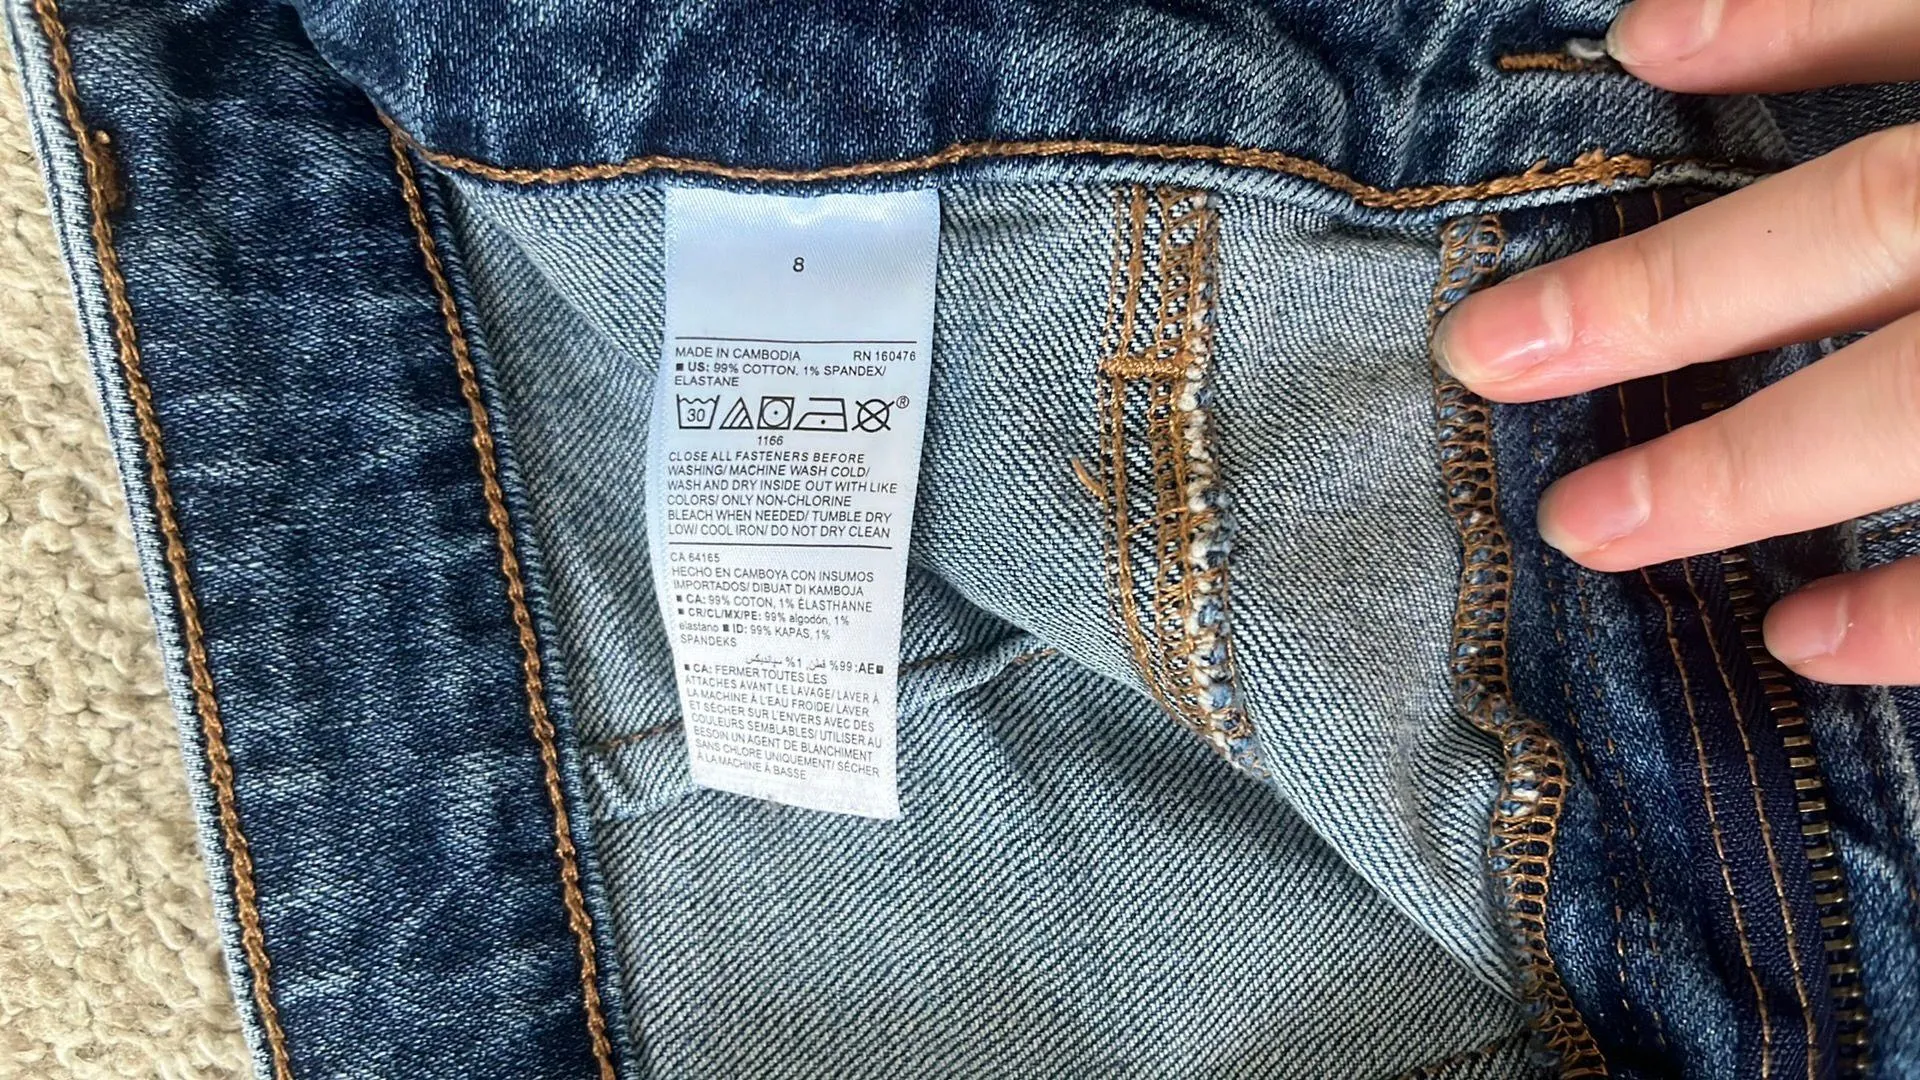 8
MADE IN CAMBODIA RN 160476
■ US: 99% COTTON, 1% SPANDEX/
ELASTANE
30 ®
1166
CLOSE ALL FASTENERS BEFORE
WASHING/ MACHINE WASH COLD/
WASH AND DRY INSIDE OUT WITH LIKE
COLORS/ ONLY NON-CHLORINE
BLEACH WHEN NEEDED/ TUMBLE DRY
LOW/ COOL IRON/ DO NOT DRY CLEAN
CA 64165
HECHO EN CAMBOYA CON INSUMOS
IMPORTADOS/ DIBUAT DI KAMBOJA
■ CA: 99% COTON, 1% ÉLASTHANNE
■ CR/CL/MX/PE: 99% algodón, 1%
elastano ■ ID: 99% KAPAS, 1%
SPANDEKS
■AE: 99% قطن, 1% سباندیکس
■ CA: FERMER TOUTES LES
ATTACHES AVANT LE LAVAGE/ LAVER À
LA MACHINE À L'EAU FROIDE/ LAVER
ET SÉCHER SUR L'ENVERS AVEC DES
COULEURS SEMBLABLES/ UTILISER AU
BESOIN UN AGENT DE BLANCHIMENT
SANS CHLORE UNIQUEMENT/ SÉCHER
À LA MACHINE À BASSE